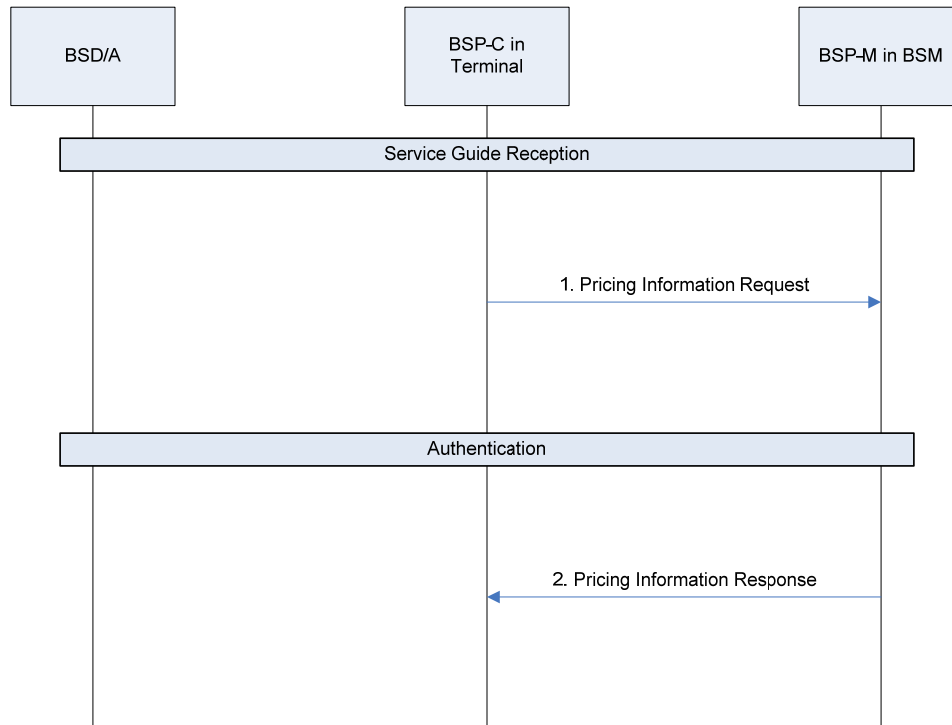 BSD/A
BSP-C in
Terminal
BSP-M in BSM
Service Guide Reception
1. Pricing Information Request
Authentication
2. Pricing Information Response